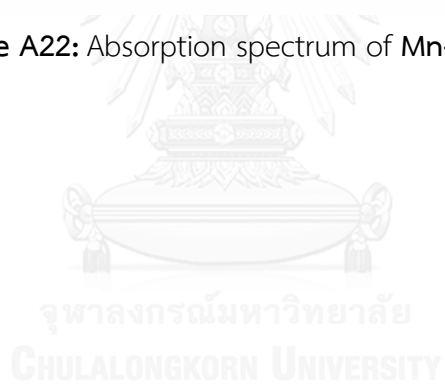 e A22: Absorption spectrum of Mn-
จุฬาลงกรณ์มหาวิทยาลัย
CHULALONGKORN UNIVERSITY